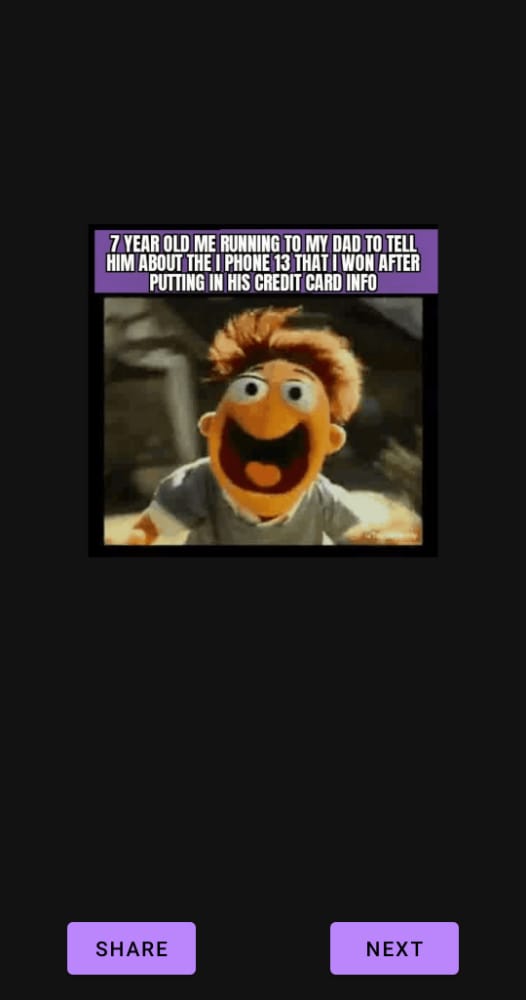 7 YEAR OLD ME RUNNING TO MY DAD TO TELL
HIM ABOUT THE I PHONE 13 THAT I WON AFTER
PUTTING IN HIS CREDIT CARD INFO
SHARE
NEXT